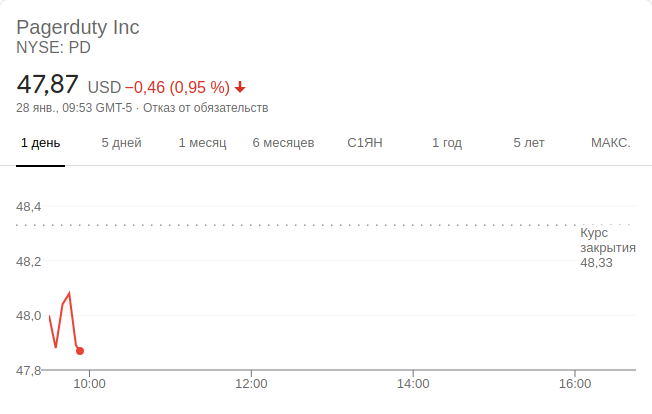 Pagerduty Inc
NYSE: PD
47,87 USD −0,46 (0,95 %)
28 янв., 09:53 GMT-5 · Отказ от обязательств
1 день 5 дней 1 месяц 6 месяцев С1ЯН 1 год 5 лет МАКС.
48,4
Курс
закрытия
48,2 48,33
48,0
47,8
10:00 12:00 14:00 16:00